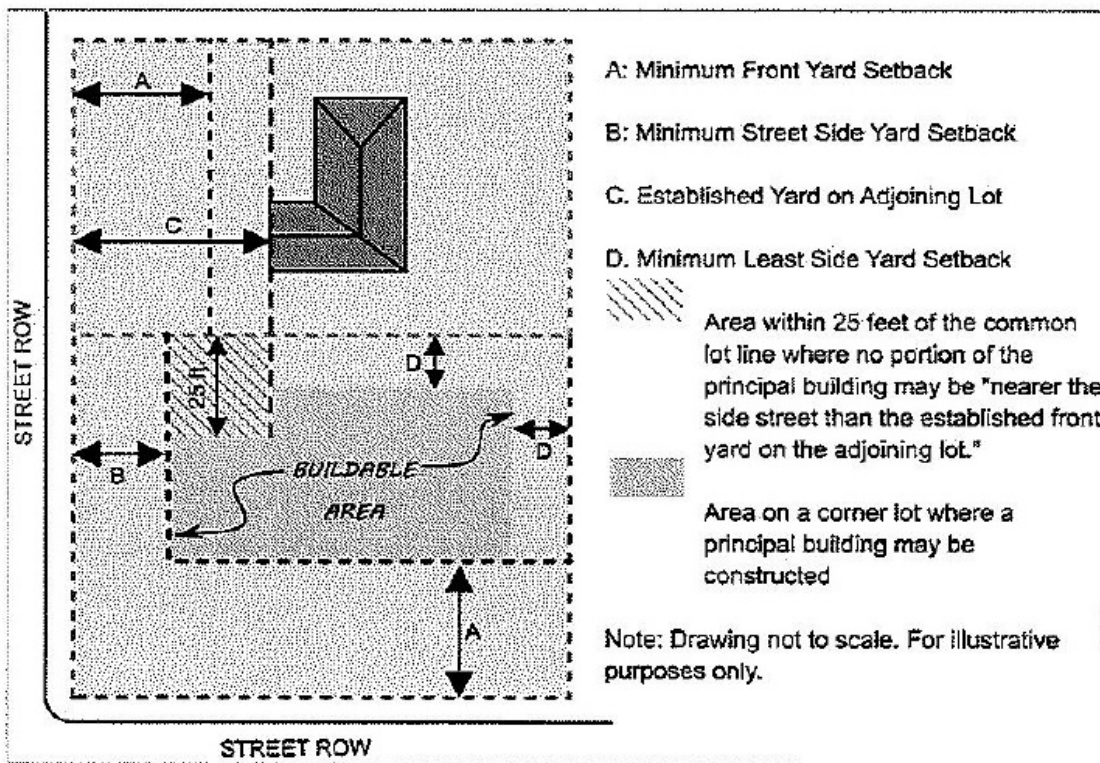 A
C
STREET ROW
25 ft.
D
B
D
BUILDABLE
AREA
A
STREET ROW
A: Minimum Front Yard Setback
B: Minimum Street Side Yard Setback
C. Established Yard on Adjoining Lot
D. Minimum Least Side Yard Setback
Area within 25 feet of the common
lot line where no portion of the
principal building may be "nearer the
side street than the established front
yard on the adjoining lot."
Area on a corner lot where a
principal building may be
constructed
Note: Drawing not to scale. For illustrative
purposes only.